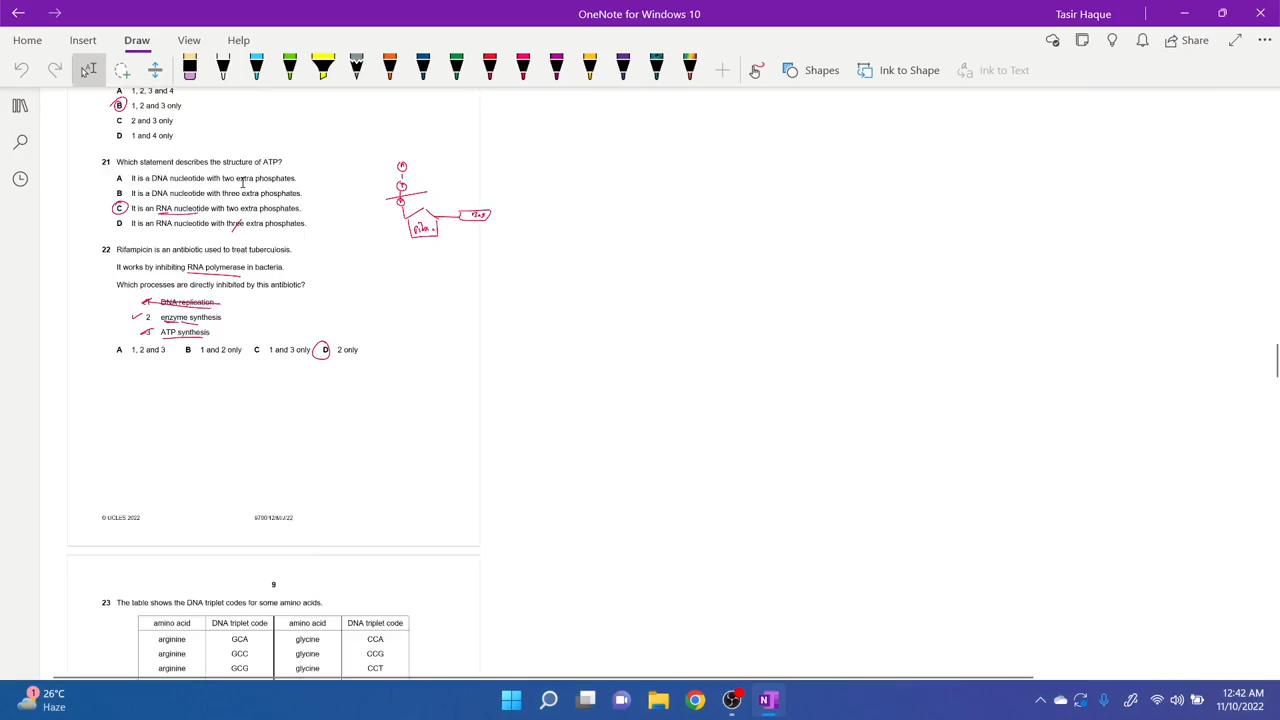 OneNote for Windows 10
Tasir Haque
Home Insert Draw View Help
Share
Shapes
Ink to Shape
Ink to Text
A 1, 2, 3 and 4
B 1, 2 and 3 only
C 2 and 3 only
D 1 and 4 only
21 Which statement describes the structure of ATP?
A It is a DNA nucleotide with two extra phosphates.
B It is a DNA nucleotide with three extra phosphates.
C It is an RNA nucleotide with two extra phosphates.
D It is an RNA nucleotide with three extra phosphates.
22 Rifampicin is an antibiotic used to treat tuberculosis.
It works by inhibiting RNA polymerase in bacteria.
Which processes are directly inhibited by this antibiotic?
DNA replication
2 enzyme synthesis
3 ATP synthesis
A 1, 2 and 3 B 1 and 2 only C 1 and 3 only D 2 only
© UCLES 2022
9700/12/M/J/22
9
23 The table shows the DNA triplet codes for some amino acids.
amino acid DNA triplet code amino acid DNA triplet code
arginine GCA glycine CCA
arginine GCC glycine CCG
arginine GCG glycine CCT
26°C
Haze
12:42 AM
11/10/2022